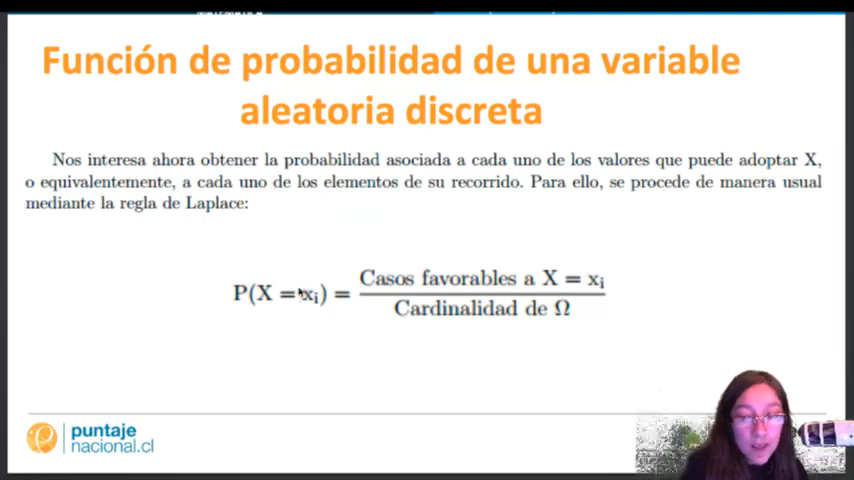 Función de probabilidad de una variable
aleatoria discreta
Nos interesa ahora obtener la probabilidad asociada a cada uno de los valores que puede adoptar X,
o equivalentemente, a cada uno de los elementos de su recorrido. Para ello, se procede de manera usual
mediante la regla de Laplace:
P(X = xᵢ) = Casos favorables a X = xᵢ
Cardinalidad de Ω
puntaje
nacional.cl